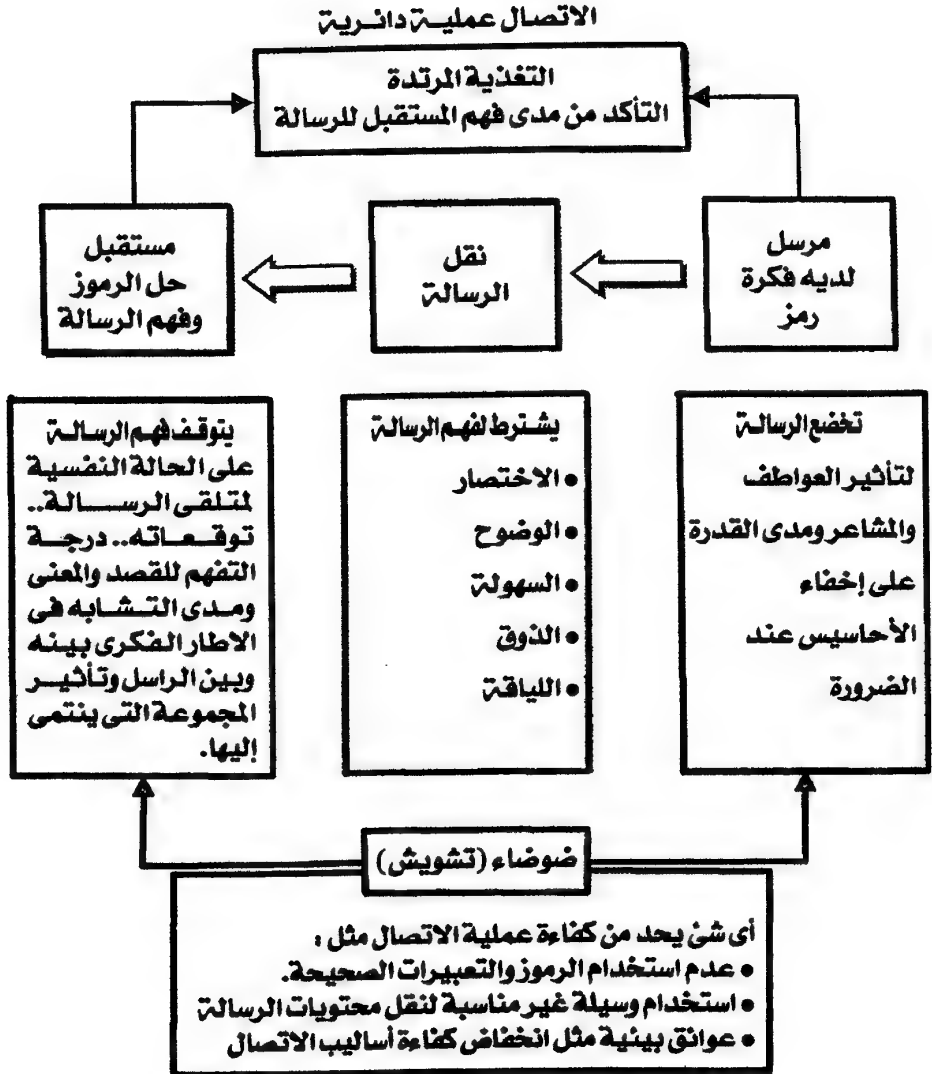 الاتصال عملية دائرية
التغذية المرتدة
التأكد من مدى فهم المستقبل للرسالة
مرسل
لديه فكرة
رمز
نقل
الرسالة
مستقبل
حل الرموز
وفهم الرسالة
تخضع الرسالة
لتأثير العواطف
والمشاعر ومدى القدرة
على إخفاء
الأحاسيس عند
الضرورة
يشترط لفهم الرسالة
• الاختصار
• الوضوح
• السهولة
• الذوق
• اللياقة
يتوقف فهم الرسالة
على الحالة النفسية
لمتلقى الرسالة..
توقعاته.. درجة
التفهم للقصد والمعنى
ومدى التشابه فى
الاطار الفكرى بينه
وبين الراسل وتأثير
المجموعة التى ينتمى
إليها.
ضوضاء (تشويش)
أى شئ يحد من كفاءة عملية الاتصال مثل :
• عدم استخدام الرموز والتعبيرات الصحيحة.
• استخدام وسيلة غير مناسبة لنقل محتويات الرسالة
• عوائق بيئية مثل انخفاض كفاءة أساليب الاتصال